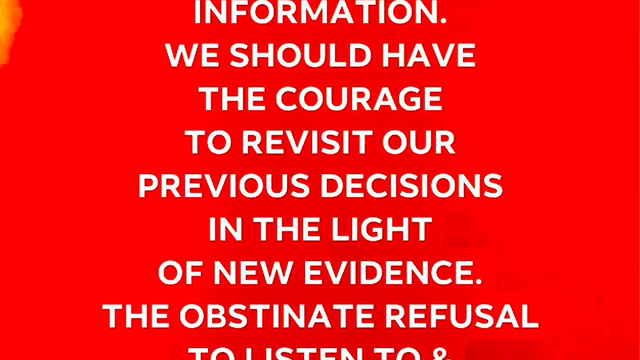 INFORMATION.
WE SHOULD HAVE
THE COURAGE
TO REVISIT OUR
PREVIOUS DECISIONS
IN THE LIGHT
OF NEW EVIDENCE.
THE OBSTINATE REFUSAL
TO LISTEN TO &